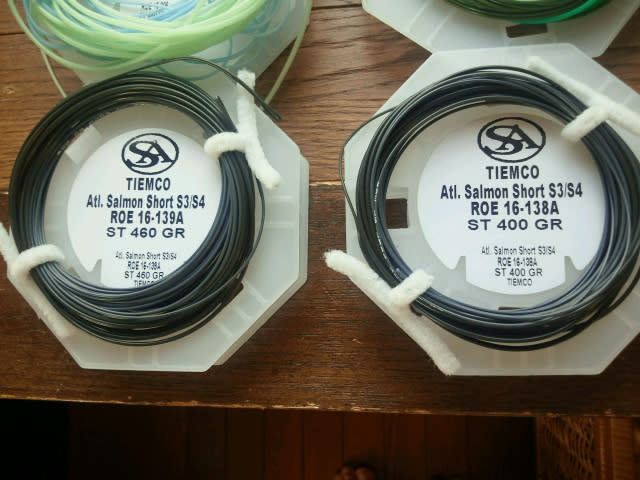 SA
TIEMCO
Atl. Salmon Short S3/S4
ROE 16-139A
ST 460 GR
Atl. Salmon Short S3/S4
ROE 16-138A
ST 460 GR
SA
TIEMCO
Atl. Salmon Short S3/S4
ROE 16-138A
ST 400 GR
Atl. Salmon Short S3/S4
ROE 16-138A
ST 400 GR
TIEMCO